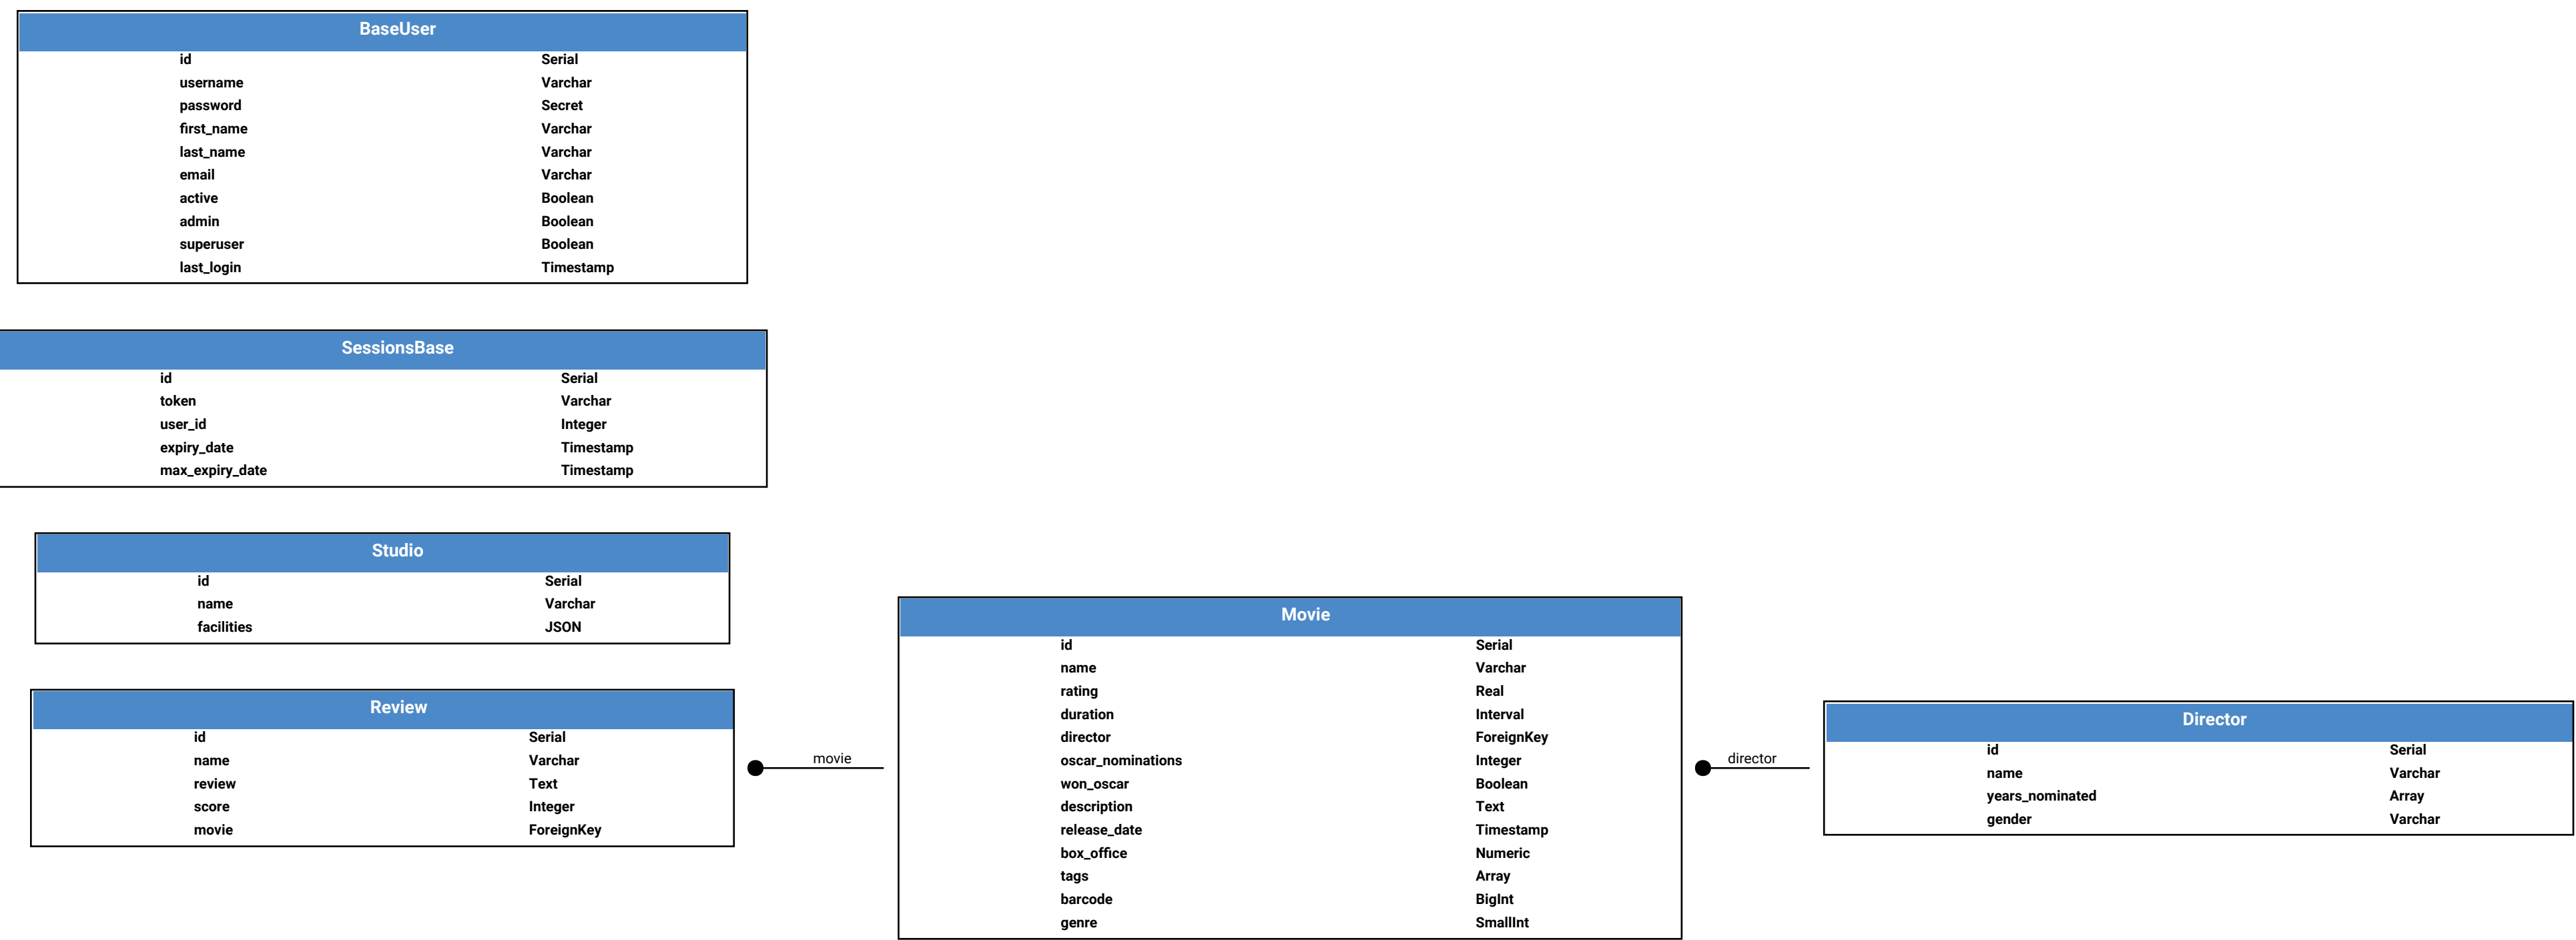 BaseUser
id Serial
username Varchar
password Secret
first_name Varchar
last_name Varchar
email Varchar
active Boolean
admin Boolean
superuser Boolean
last_login Timestamp
SessionsBase
id Serial
token Varchar
user_id Integer
expiry_date Timestamp
max_expiry_date Timestamp
Studio
id Serial
name Varchar
facilities JSON
Review
id Serial
name Varchar
review Text
score Integer
movie ForeignKey
movie
Movie
id Serial
name Varchar
rating Real
duration Interval
director ForeignKey
oscar_nominations Integer
won_oscar Boolean
description Text
release_date Timestamp
box_office Numeric
tags Array
barcode BigInt
genre SmallInt
director
Director
id Serial
name Varchar
years_nominated Array
gender Varchar